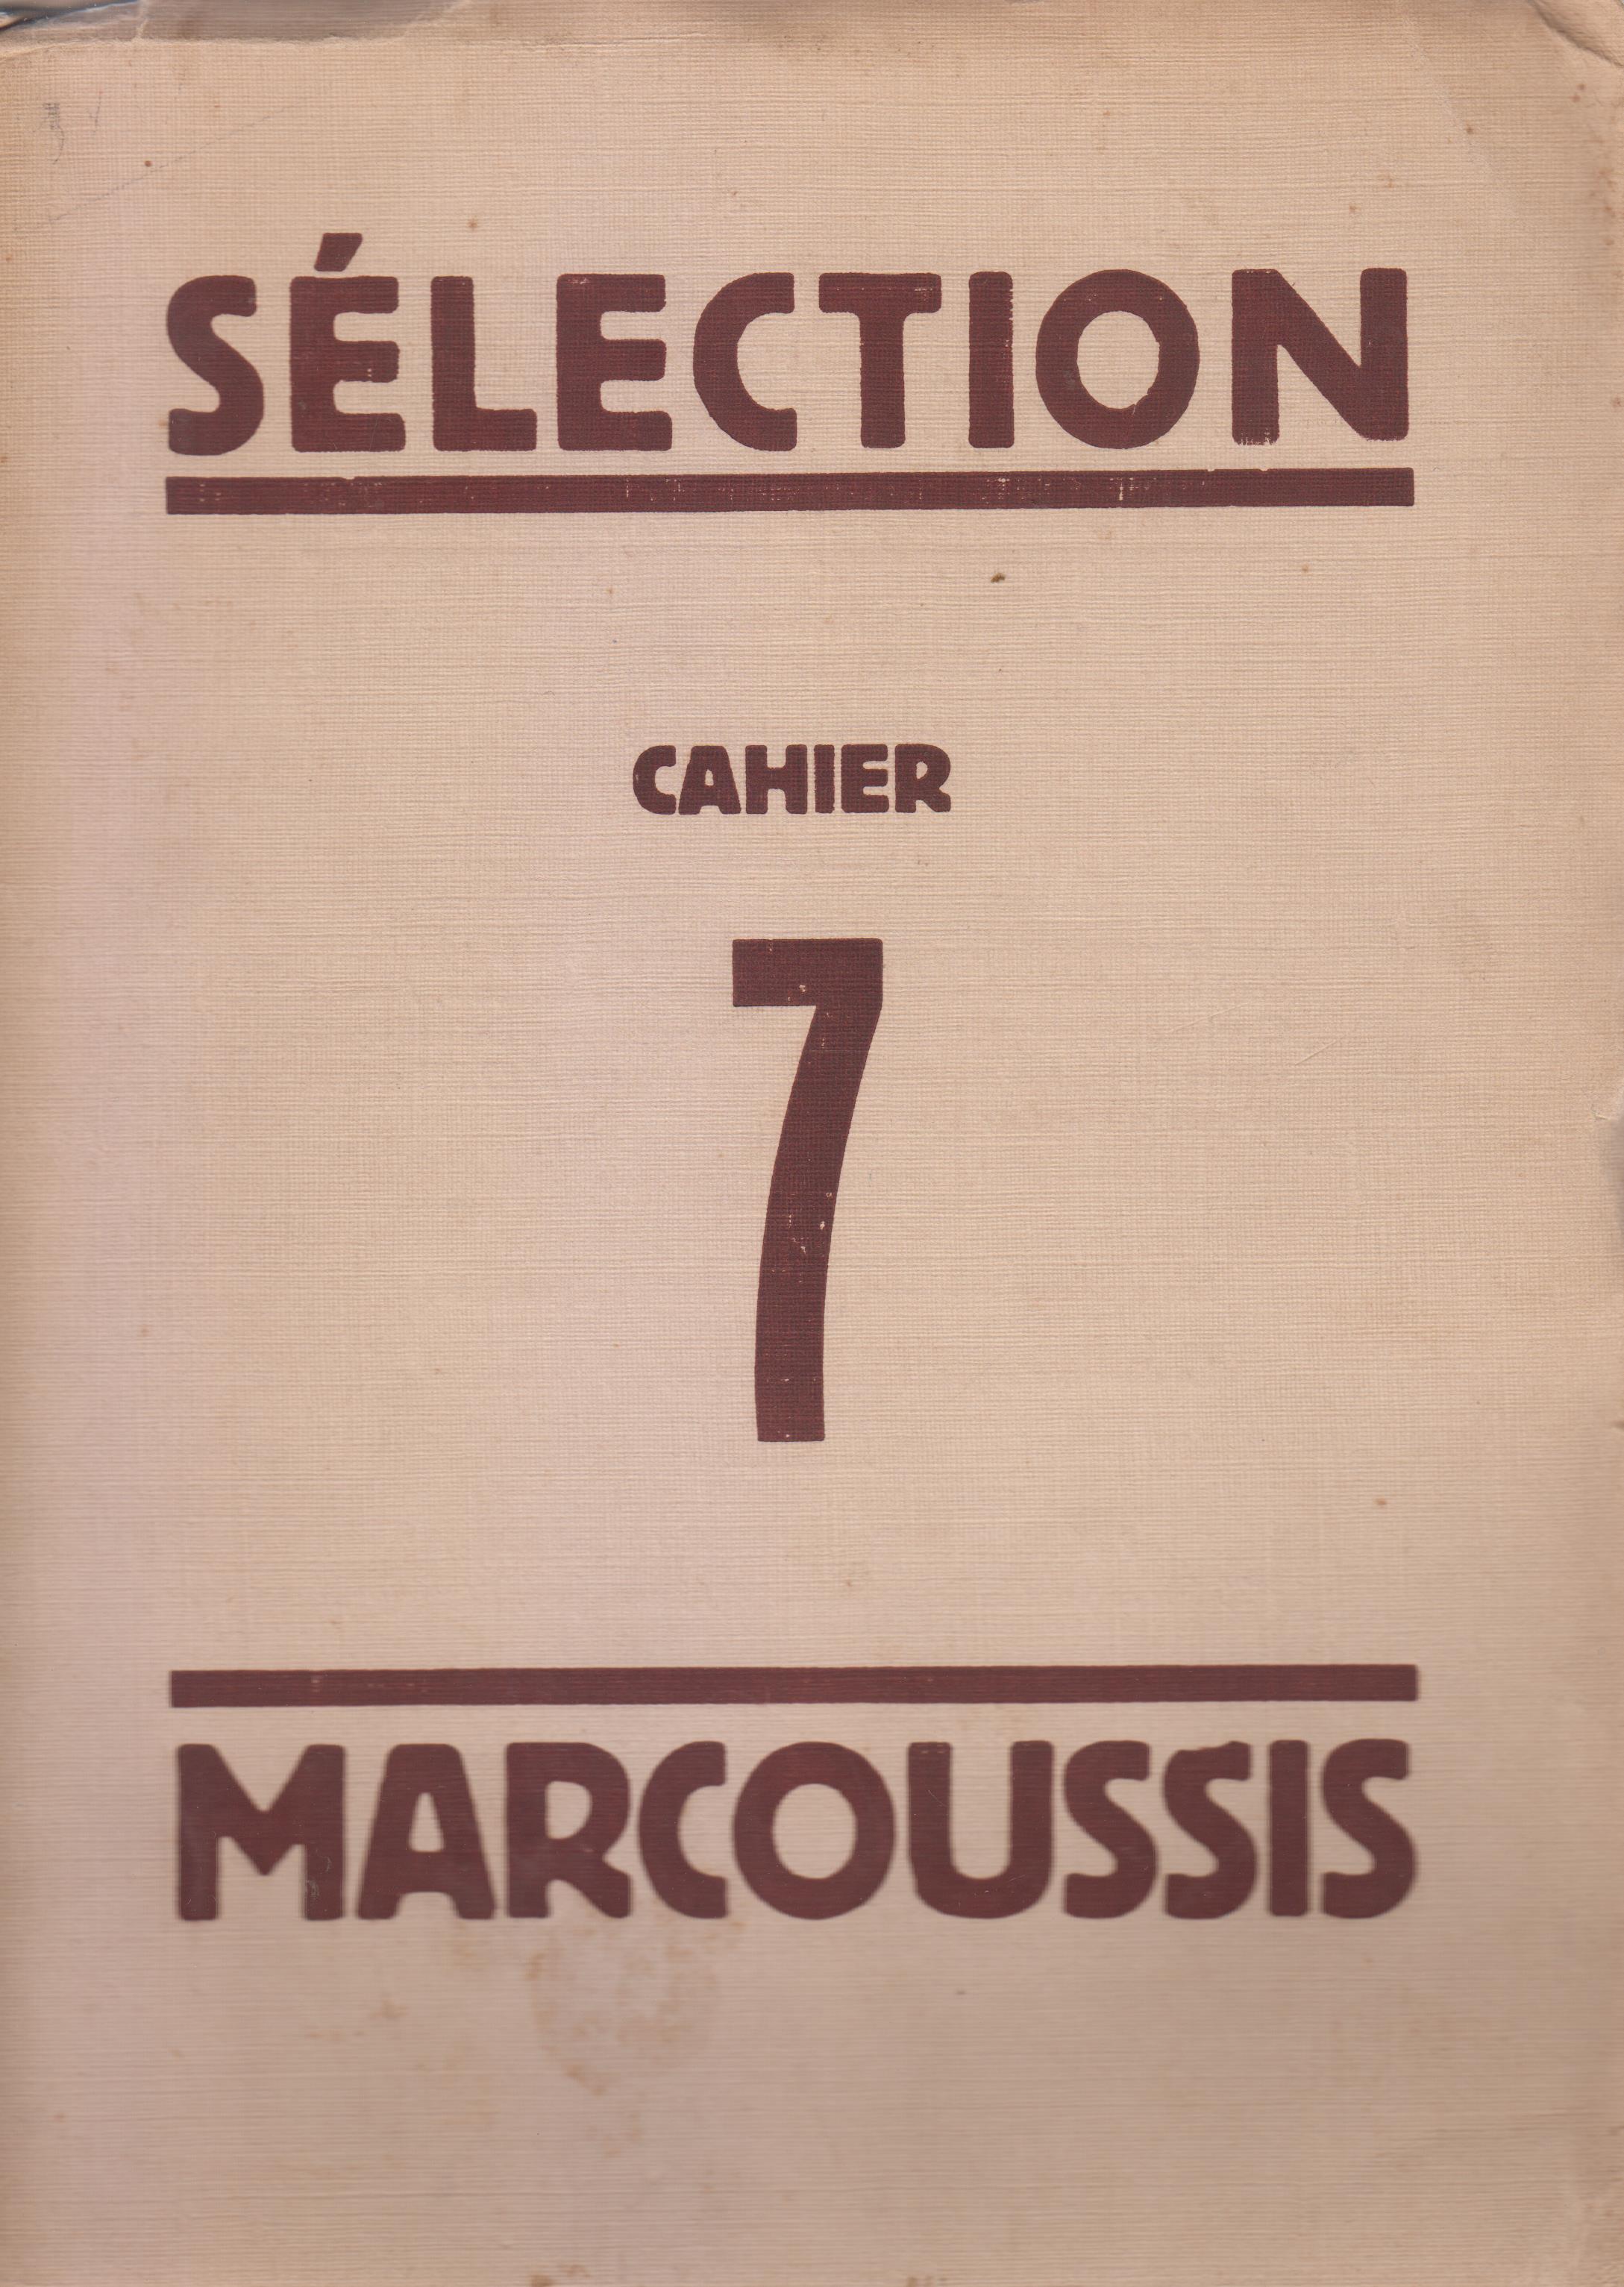 SÉLECTION
CAHIER
7
MARCOUSSIS